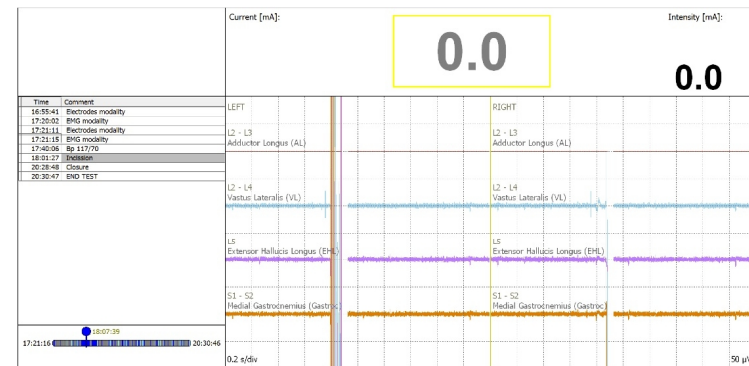 Current [mA]:
Intensity [mA]:
0.0
0.0
Time Comment
16:55:41 Electrodes modality
17:20:02 EMG modality
17:21:11 Electrodes modality
17:21:15 EMG modality
17:40:06 Bp 117/70
18:01:27 Incission
20:28:48 Closure
20:30:47 END TEST
LEFT
RIGHT
L2 - L3
Adductor Longus (AL)
L2 - L3
Adductor Longus (AL)
L2 - L4
Vastus Lateralis (VL)
L2 - L4
Vastus Lateralis (VL)
L5
Extensor Hallucis Longus (EHL)
L5
Extensor Hallucis Longus (EHL)
S1 - S2
Medial Gastrocnemius (Gastroc)
S1 - S2
Medial Gastrocnemius (Gastroc)
18:07:39
17:21:16
20:30:46
0.2 s/div
50 µV